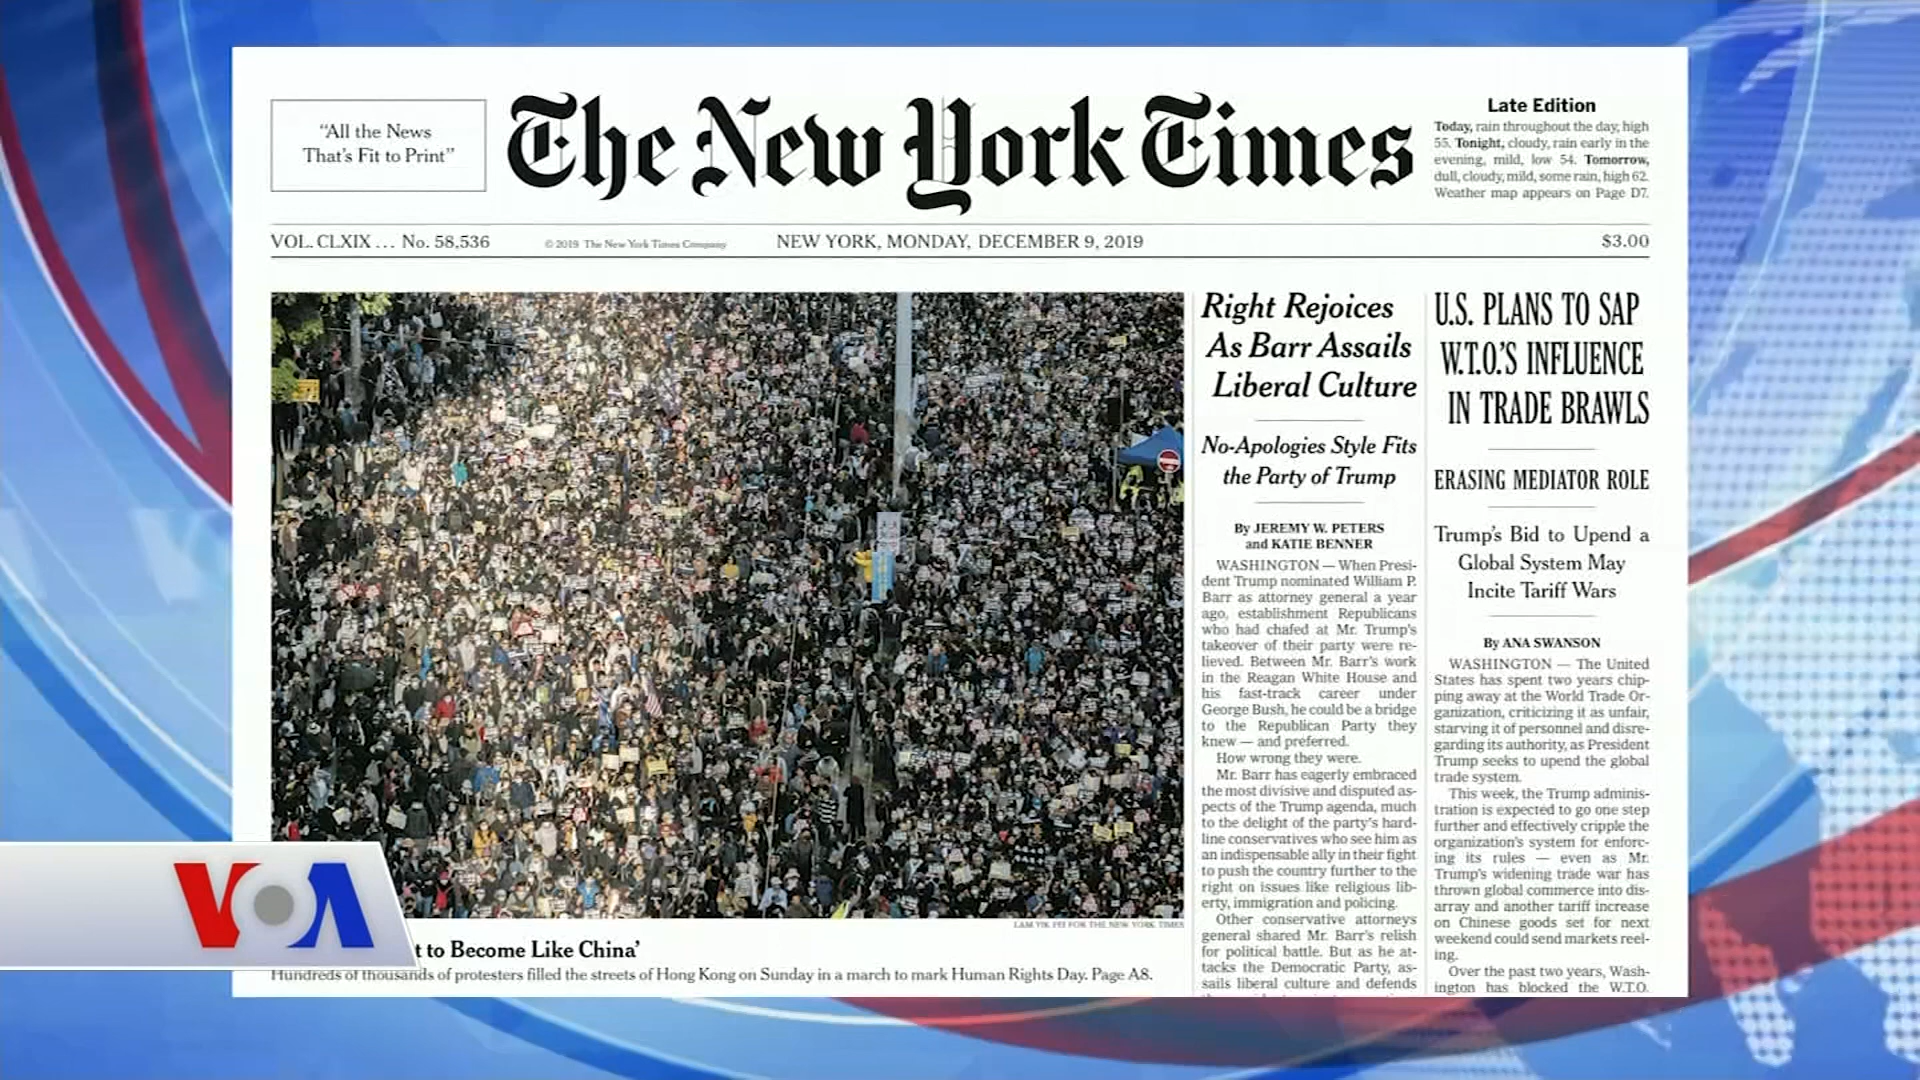 “All the News
That’s Fit to Print”
The New York Times
Late Edition
Today, rain throughout the day, high
55. Tonight, cloudy, rain early in the
evening, mild, low 54. Tomorrow,
dull, cloudy, mild, some rain, high 62.
Weather map appears on Page D7.
VOL. CLXIX ... No. 58,536
© 2019 The New York Times Company
NEW YORK, MONDAY, DECEMBER 9, 2019
$3.00
LAM YIK FEI FOR THE NEW YORK TIMES
t to Become Like China’
Hundreds of thousands of protesters filled the streets of Hong Kong on Sunday in a march to mark Human Rights Day. Page A8.
Right Rejoices
As Barr Assails
Liberal Culture
No-Apologies Style Fits
the Party of Trump
By JEREMY W. PETERS
and KATIE BENNER
WASHINGTON — When Presi-
dent Trump nominated William P.
Barr as attorney general a year
ago, establishment Republicans
who had chafed at Mr. Trump’s
takeover of their party were re-
lieved. Between Mr. Barr’s work
in the Reagan White House and
his fast-track career under
George Bush, he could be a bridge
to the Republican Party they
knew — and preferred.
How wrong they were.
Mr. Barr has eagerly embraced
the most divisive and disputed as-
pects of the Trump agenda, much
to the delight of the party’s hard-
line conservatives who see him as
an indispensable ally in their fight
to push the country further to the
right on issues like religious lib-
erty, immigration and policing.
Other conservative attorneys
general shared Mr. Barr’s relish
for political battle. But as he at-
tacks the Democratic Party, as-
sails liberal culture and defends
U.S. PLANS TO SAP
W.T.O.’S INFLUENCE
IN TRADE BRAWLS
ERASING MEDIATOR ROLE
Trump’s Bid to Upend a
Global System May
Incite Tariff Wars
By ANA SWANSON
WASHINGTON — The United
States has spent two years chip-
ping away at the World Trade Or-
ganization, criticizing it as unfair,
starving it of personnel and disre-
garding its authority, as President
Trump seeks to upend the global
trade system.
This week, the Trump adminis-
tration is expected to go one step
further and effectively cripple the
organization’s system for enforc-
ing its rules — even as Mr.
Trump’s widening trade war has
thrown global commerce into dis-
array and another tariff increase
on Chinese goods set for next
weekend could send markets reel-
ing.
Over the past two years, Wash-
ington has blocked the W.T.O.
VOA